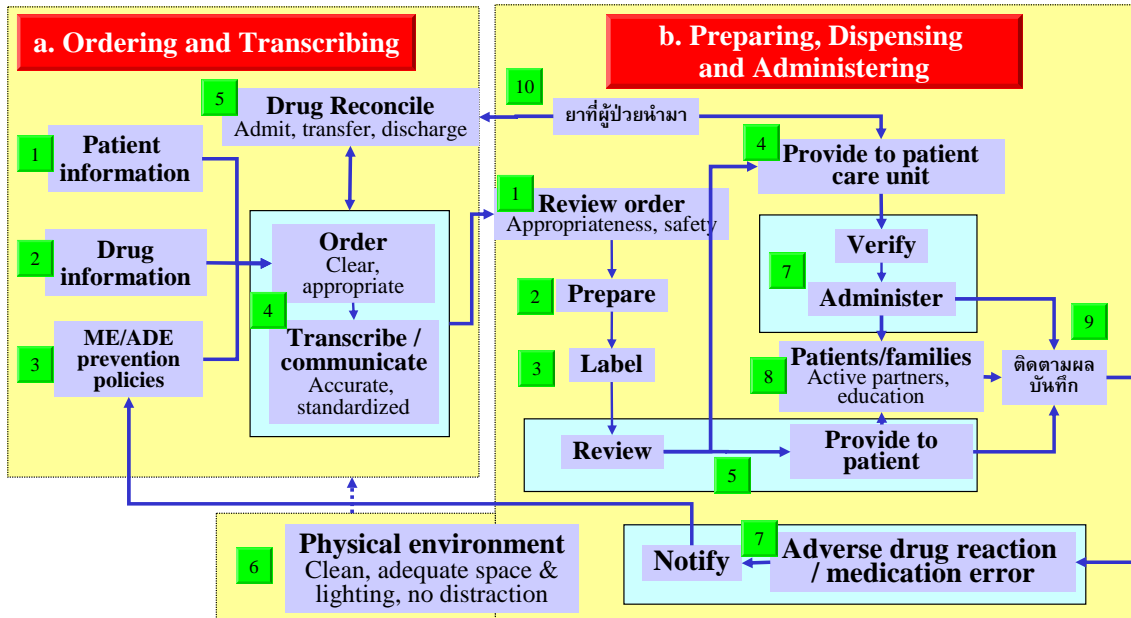 a. Ordering and Transcribing
5
Drug Reconcile
Admit, transfer, discharge
1
Patient
information
2
Drug
information
3
ME/ADE
prevention
policies
Order
Clear,
appropriate
4
Transcribe /
communicate
Accurate,
standardized
6
Physical environment
Clean, adequate space &
lighting, no distraction
b. Preparing, Dispensing
and Administering
10
ยาที่ผู้ป่วยนำมา
4
Provide to patient
care unit
1
Review order
Appropriateness, safety
2
Prepare
3
Label
Review
5
Provide to
patient
Verify
7
Administer
8
Patients/families
Active partners,
education
9
ติดตามผล
บันทึก
7
Adverse drug reaction
/ medication error
Notify